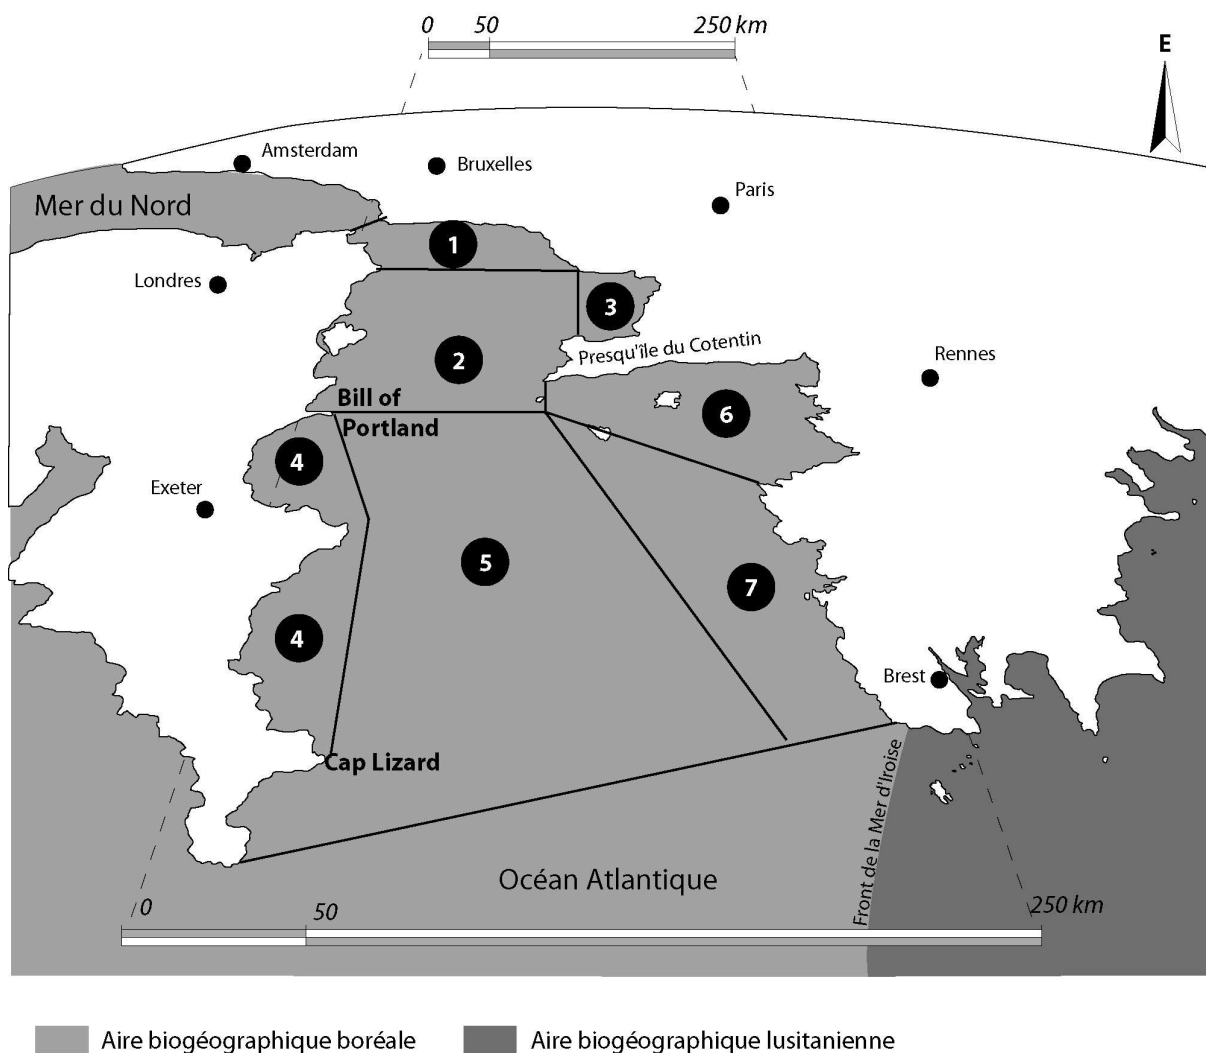 0 50 250 km
E
Amsterdam
Bruxelles
Paris
Mer du Nord
1
Londres
3
Presqu'île du Cotentin
2
Rennes
Bill of
Portland
6
4
Exeter
5
7
4
Brest
Cap Lizard
Front de la Mer d'Iroise
Océan Atlantique
0 50 250 km
Aire biogéographique boréale
Aire biogéographique lusitanienne